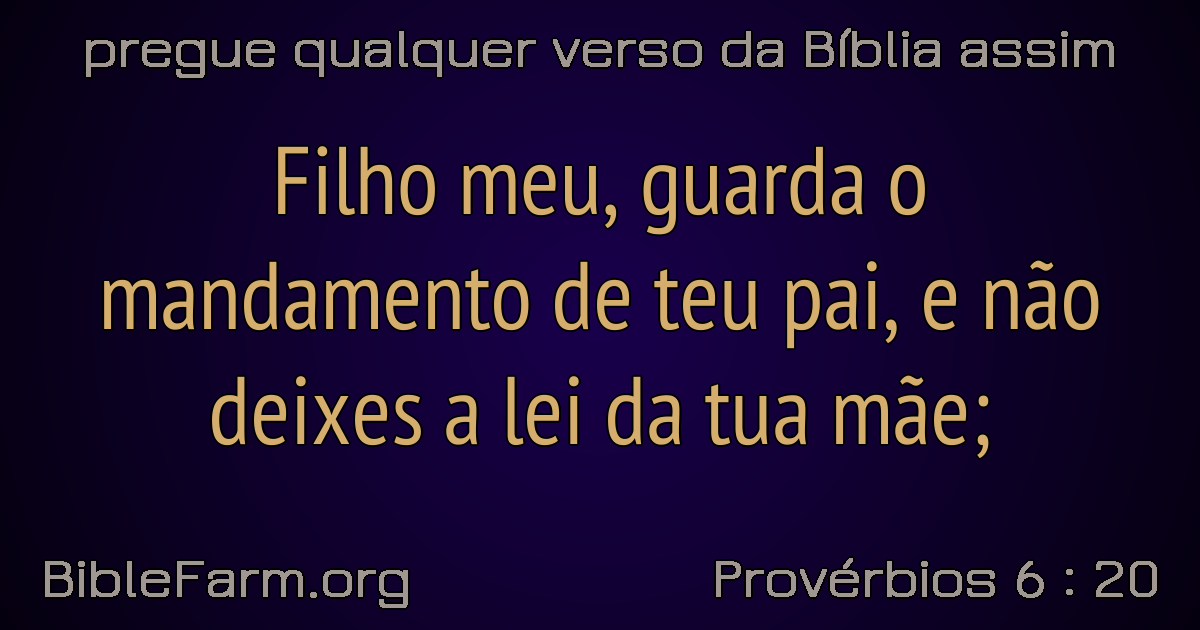 pregue qualquer verso da Bíblia assim
Filho meu, guarda o
mandamento de teu pai, e não
deixes a lei da tua mãe;
BibleFarm.org
Provérbios 6 : 20